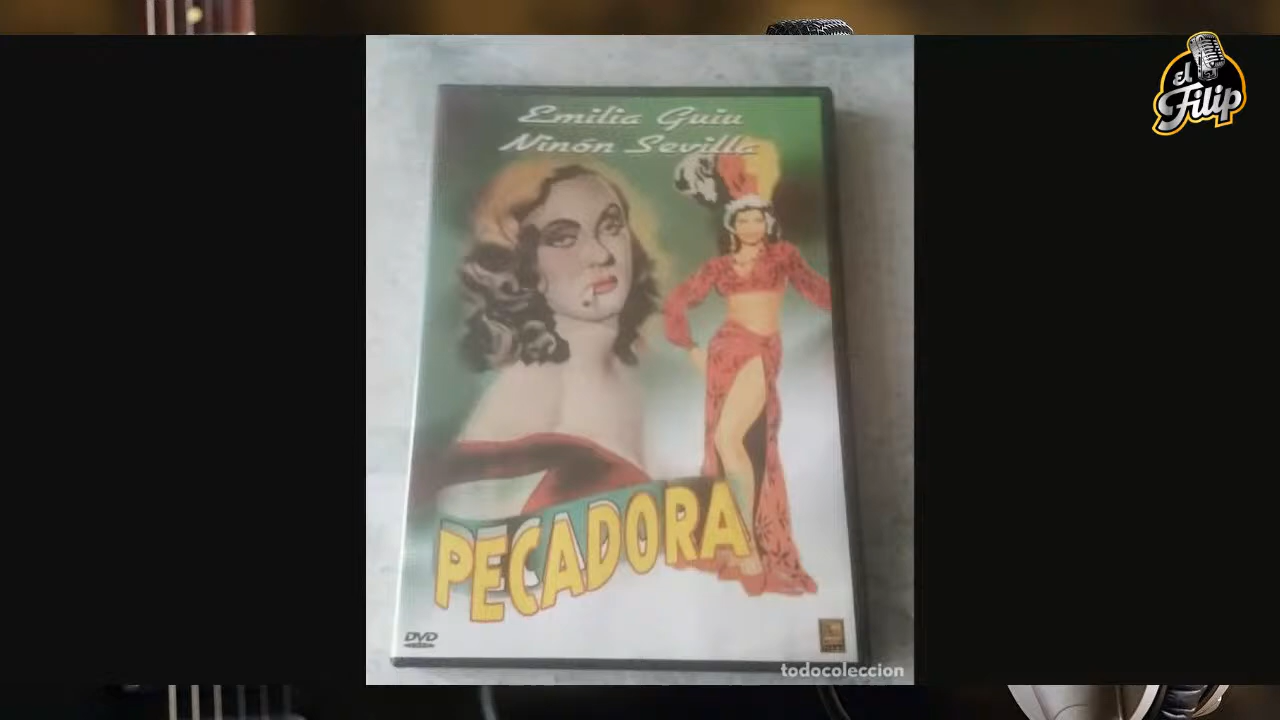 Emilia Guiu
Ninón Sevilla
PECADORA
DVD
todocoleccion
el
Filip